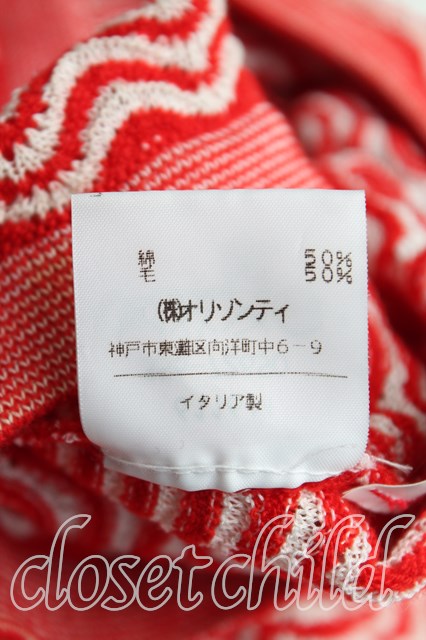 綿 50%
毛 50%
㈱オリゾンティ
神戸市東灘区向洋町中6-9
イタリア製
closetchild